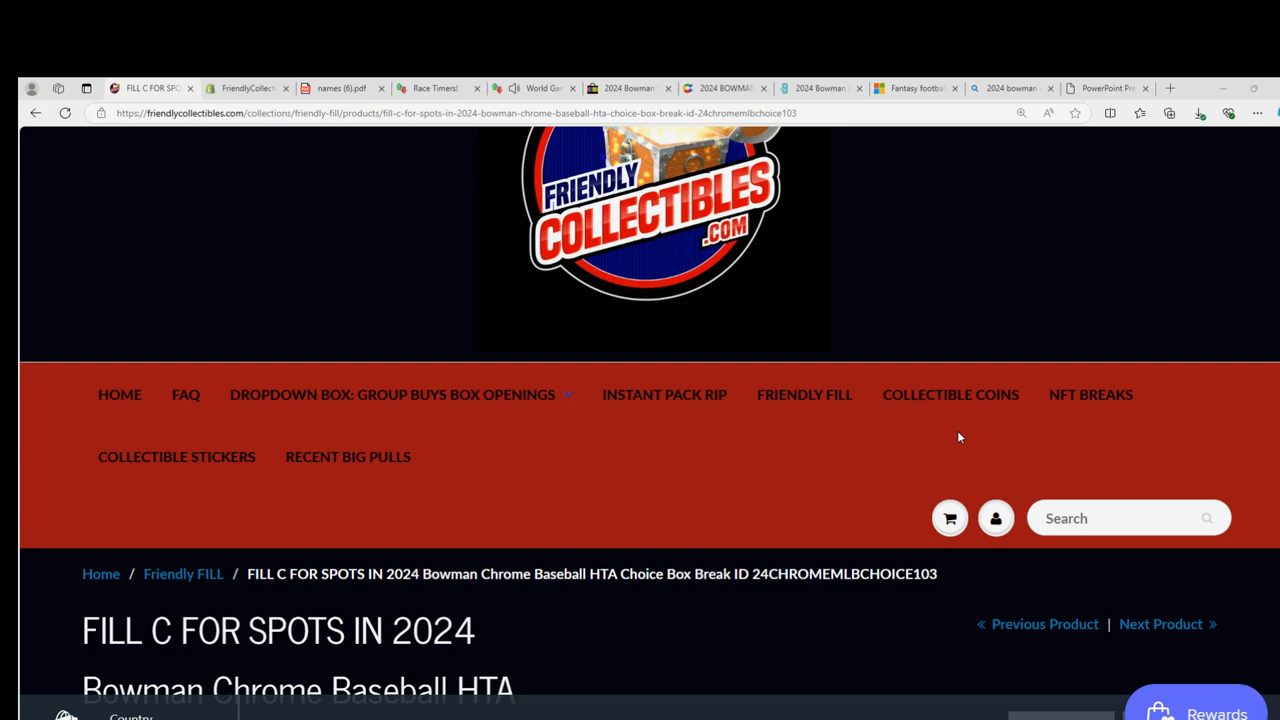 FILL C FOR SPO
FriendlyCollect
names (6).pdf
Race Timers!
World Ga
2024 Bowman
2024 BOWMAN
2024 Bowman
Fantasy footba
2024 bowman
PowerPoint Pre
https://friendlycollectibles.com/collections/friendly-fill/products/fill-c-for-spots-in-2024-bowman-chrome-baseball-hta-choice-box-break-id-24chromemlbchoice103
FRIENDLY
COLLECTIBLES
.COM
HOME FAQ DROPDOWN BOX: GROUP BUYS BOX OPENINGS INSTANT PACK RIP FRIENDLY FILL COLLECTIBLE COINS NFT BREAKS
COLLECTIBLE STICKERS RECENT BIG PULLS
Search
Home / Friendly FILL / FILL C FOR SPOTS IN 2024 Bowman Chrome Baseball HTA Choice Box Break ID 24CHROMEMLBCHOICE103
FILL C FOR SPOTS IN 2024
« Previous Product | Next Product »
Bowman Chrome Baseball HTA
Country
Rewards